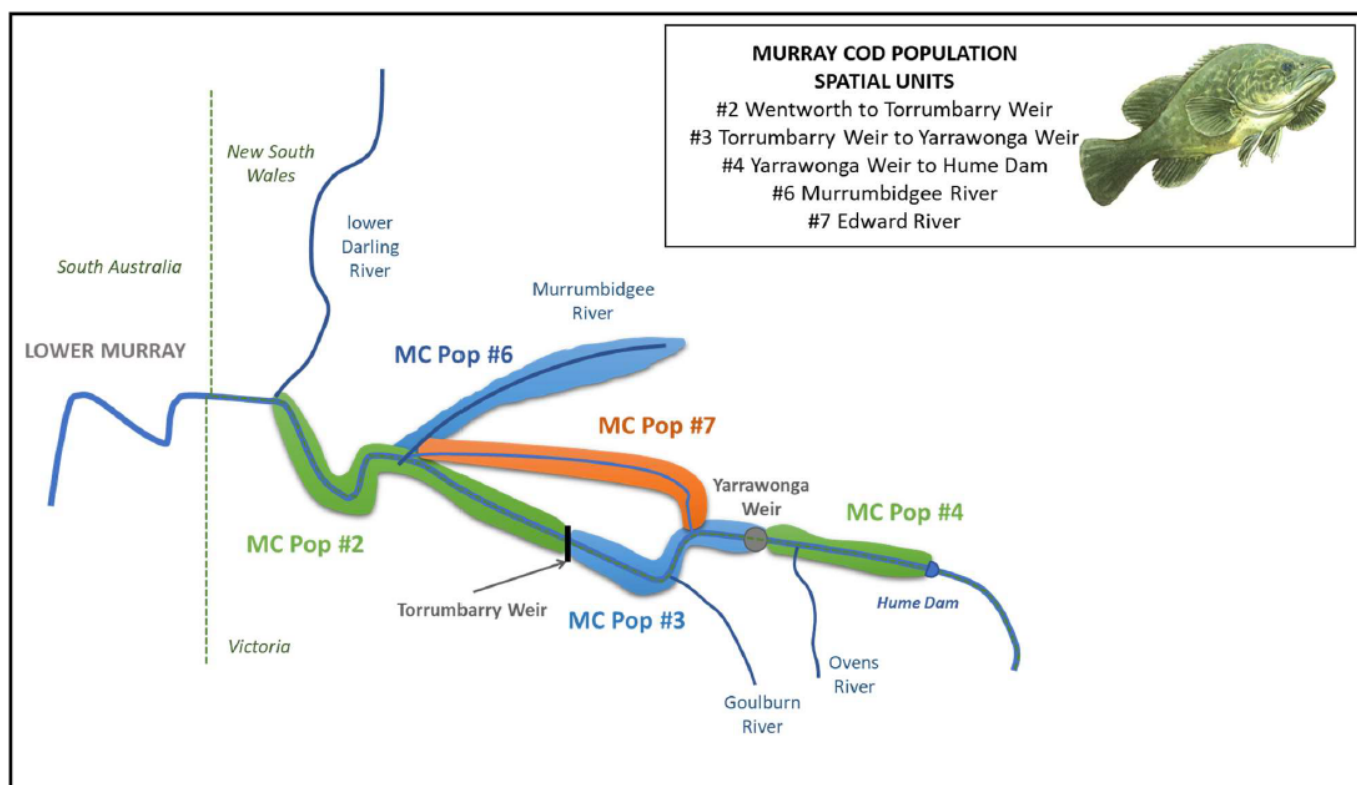 MURRAY COD POPULATION
SPATIAL UNITS
#2 Wentworth to Torrumbarry Weir
#3 Torrumbarry Weir to Yarrawonga Weir
#4 Yarrawonga Weir to Hume Dam
#6 Murrumbidgee River
#7 Edward River
New South
Wales
lower
Darling
River
South Australia
Murrumbidgee
River
LOWER MURRAY
MC Pop #6
MC Pop #7
Yarrawonga
Weir
MC Pop #4
MC Pop #2
Torrumbarry Weir
MC Pop #3
Hume Dam
Victoria
Ovens
River
Goulburn
River